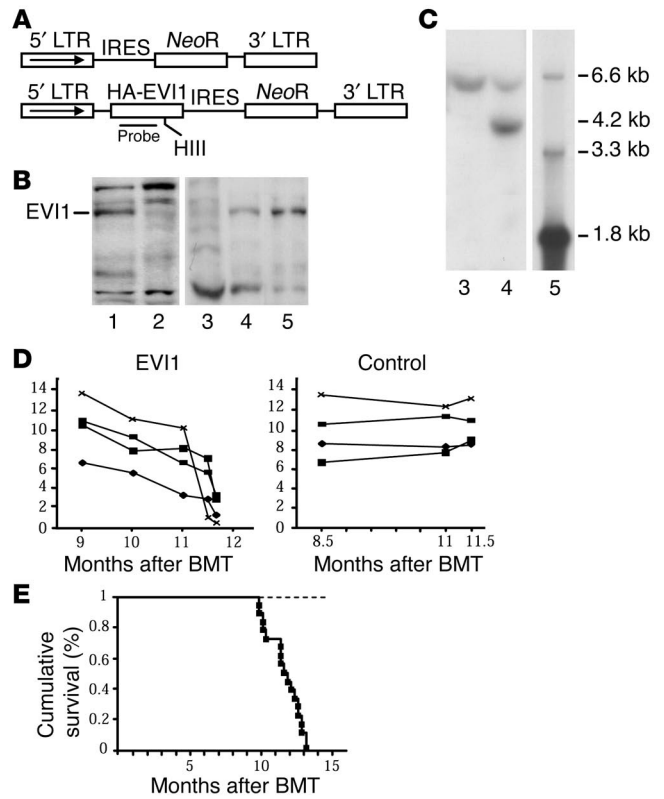 A
5′ LTR IRES NeoR 3′ LTR
5′ LTR HA-EVI1 IRES NeoR 3′ LTR
Probe
HIII
B
EVI1
1 2 3 4 5
C
6.6 kb
4.2 kb
3.3 kb
1.8 kb
3 4 5
D
EVI1
14
12
10
8
6
4
2
0
9 10 11 12
Months after BMT
Control
14
12
10
8
6
4
2
0
8.5 11 11.5
Months after BMT
E
Cumulative
survival (%)
1
0.8
0.6
0.4
0.2
0
5 10 15
Months after BMT